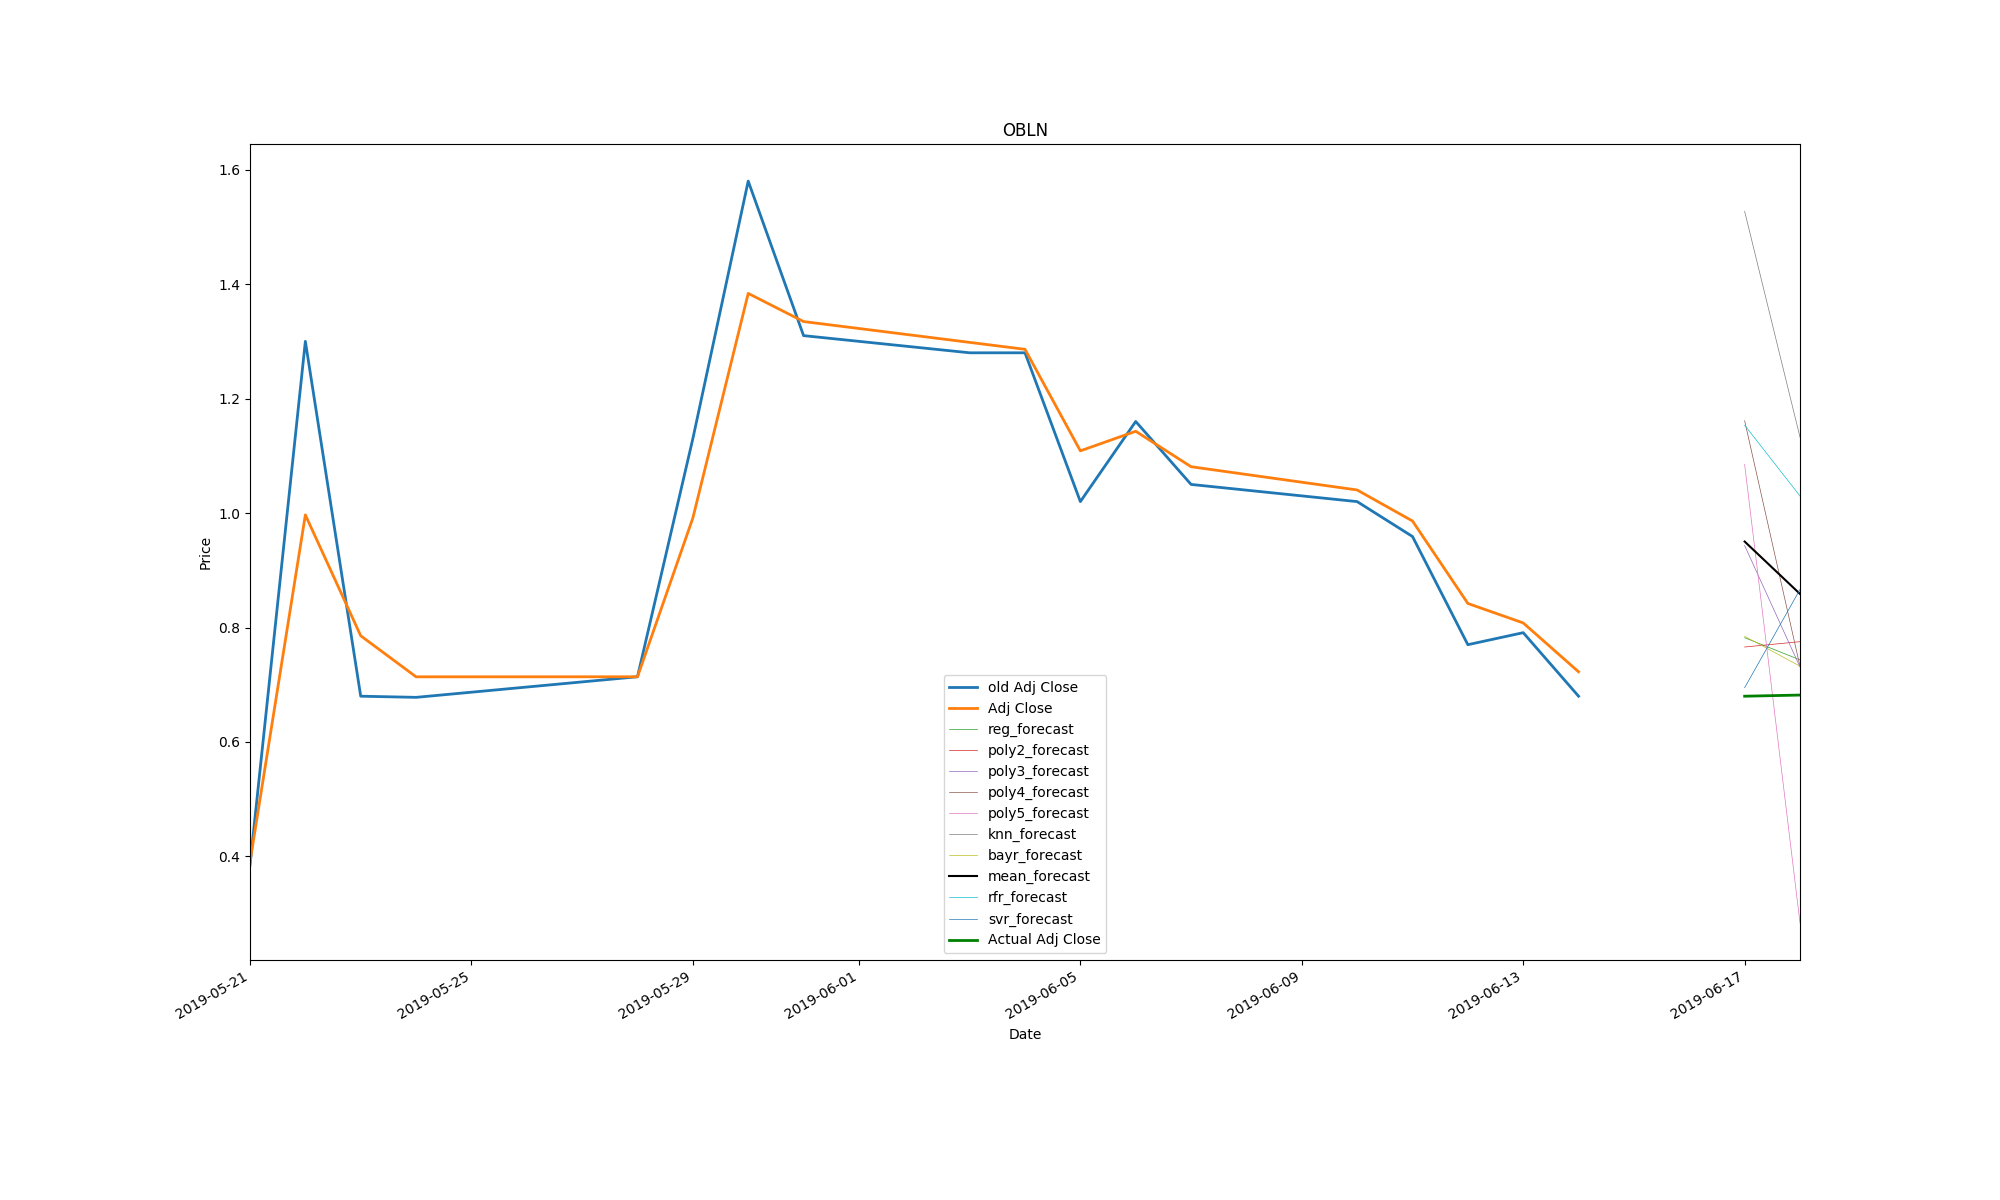 OBLN
1.6
1.4
1.2
1.0
0.8
0.6
0.4
Price
old Adj Close
Adj Close
reg_forecast
poly2_forecast
poly3_forecast
poly4_forecast
poly5_forecast
knn_forecast
bayr_forecast
mean_forecast
rfr_forecast
svr_forecast
Actual Adj Close
2019-05-21
2019-05-25
2019-05-29
2019-06-01
2019-06-05
2019-06-09
2019-06-13
2019-06-17
Date